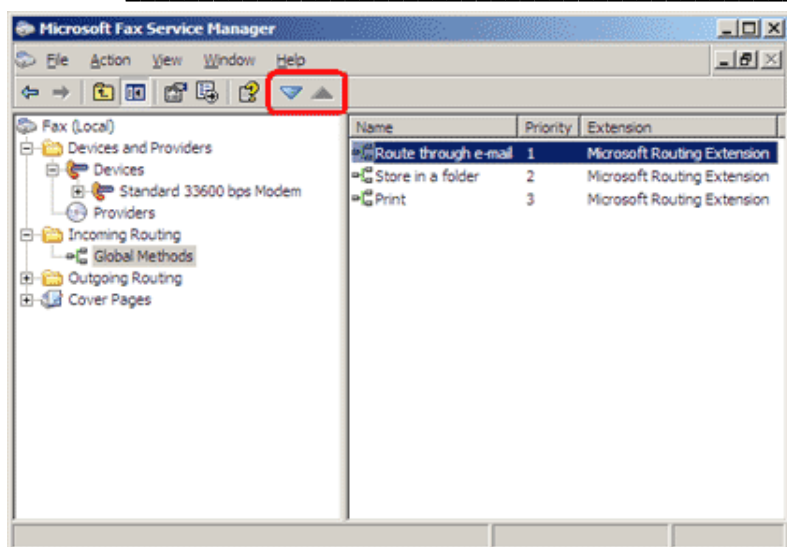 Microsoft Fax Service Manager
File Action View Window Help
Fax (Local)
Devices and Providers
Devices
Standard 33600 bps Modem
Providers
Incoming Routing
Global Methods
Outgoing Routing
Cover Pages
Name Priority Extension
Route through e-mail 1 Microsoft Routing Extension
Store in a folder 2 Microsoft Routing Extension
Print 3 Microsoft Routing Extension